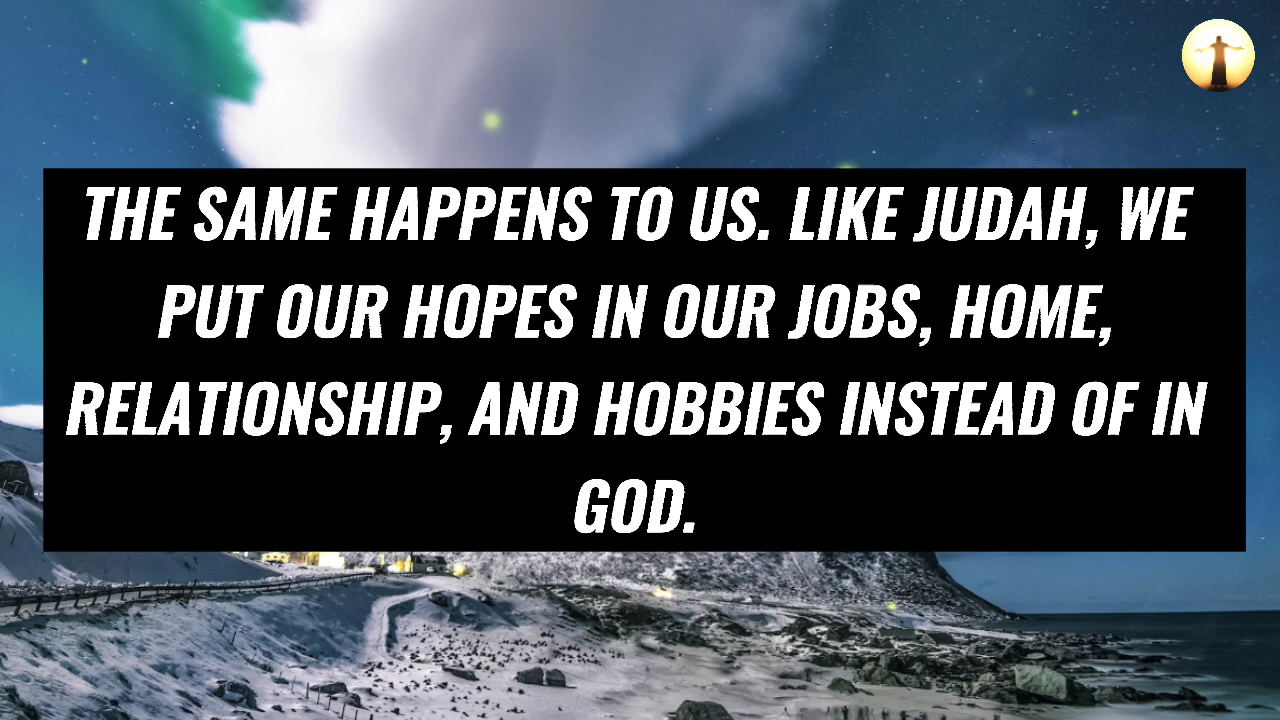 THE SAME HAPPENS TO US. LIKE JUDAH, WE
PUT OUR HOPES IN OUR JOBS, HOME,
RELATIONSHIP, AND HOBBIES INSTEAD OF IN
GOD.